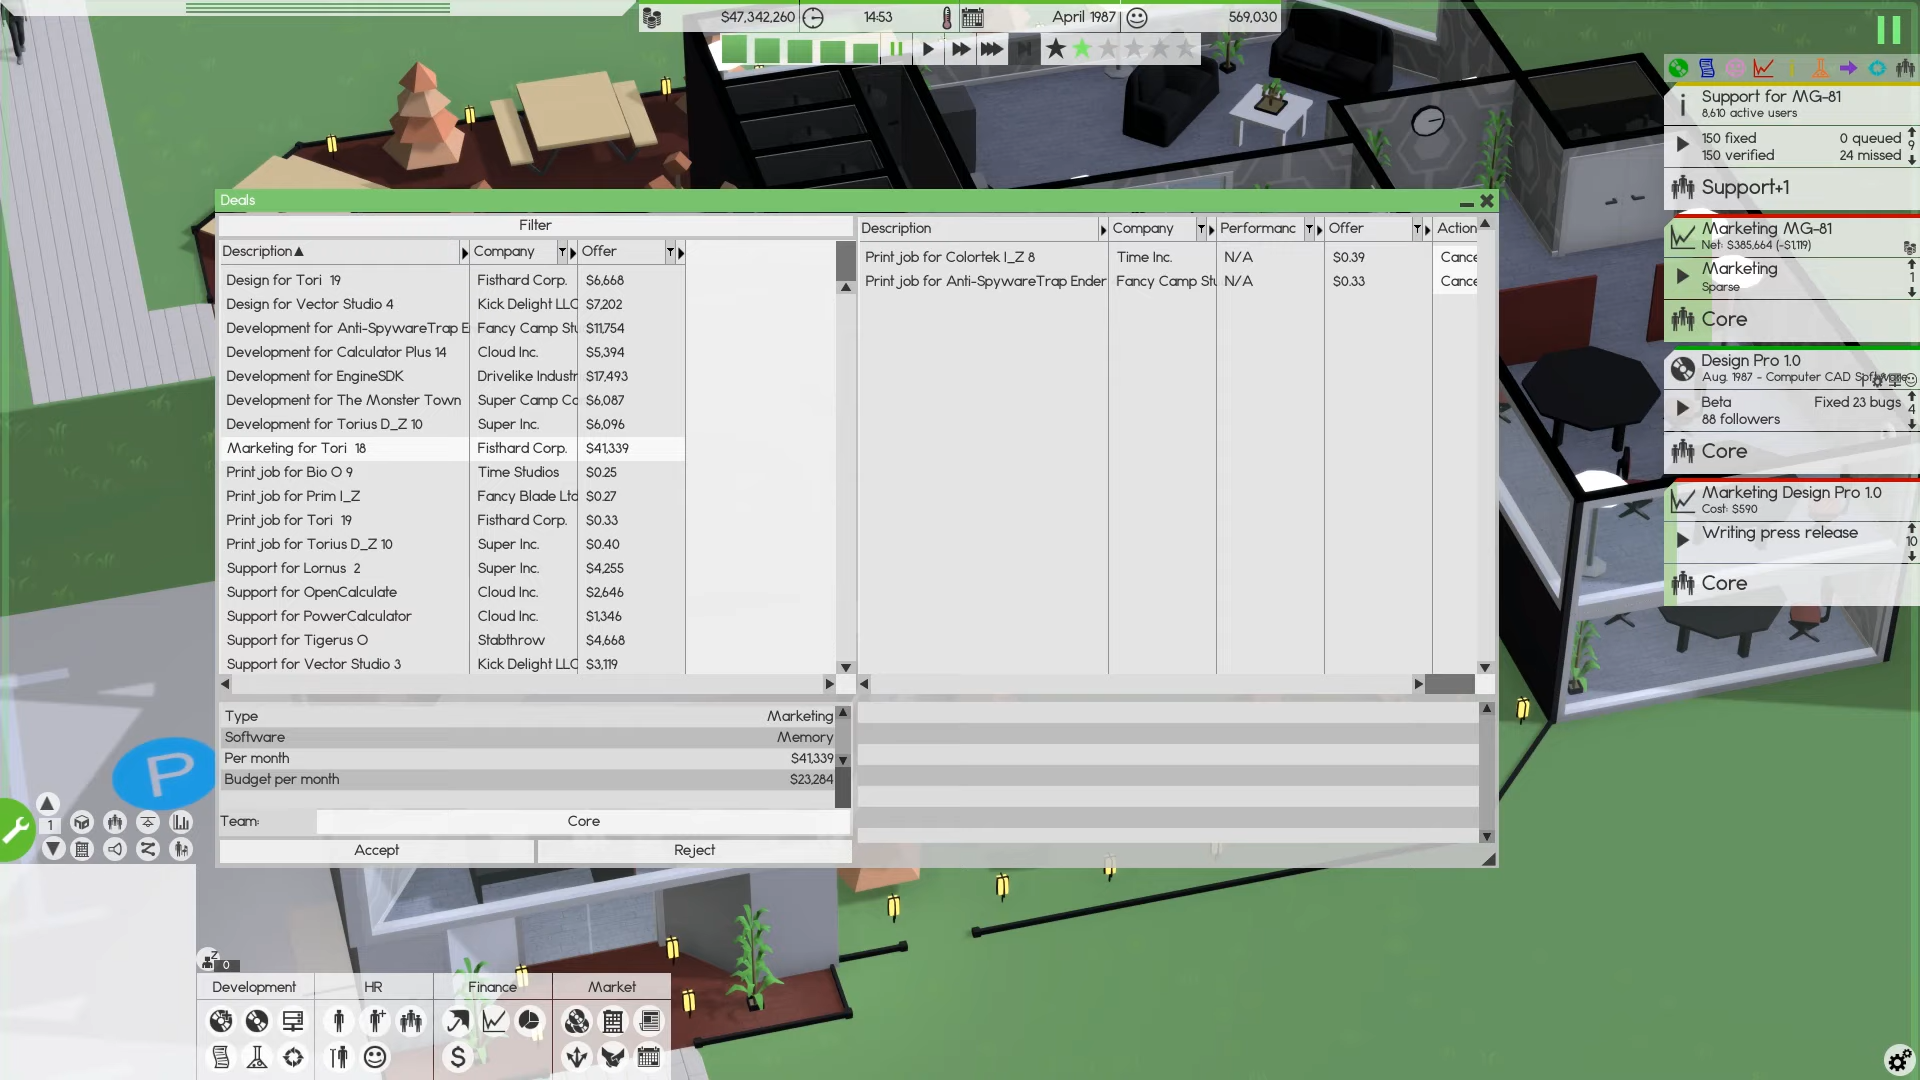 $47,342,260
14:53
April 1987
569,030
Support for MG-81
8,610 active users
150 fixed
0 queued
9
150 verified
24 missed
Support+1
Marketing MG-81
Net: $385,664 (-$1,119)
Marketing
Sparse
1
Core
Design Pro 1.0
Aug. 1987 - Computer CAD Software
Beta
Fixed 23 bugs
4
88 followers
Core
Marketing Design Pro 1.0
Cost: $590
Writing press release
10
Core
Deals
Filter
Description Company Offer
Design for Tori 19 Fisthard Corp. $6,668
Design for Vector Studio 4 Kick Delight LLC $7,202
Development for Anti-SpywareTrap E Fancy Camp Stu $11,754
Development for Calculator Plus 14 Cloud Inc. $5,394
Development for EngineSDK Drivelike Industr $17,493
Development for The Monster Town Super Camp Co $6,087
Development for Torius D_Z 10 Super Inc. $6,096
Marketing for Tori 18 Fisthard Corp. $41,339
Print job for Bio O 9 Time Studios $0.25
Print job for Prim I_Z Fancy Blade Ltd $0.27
Print job for Tori 19 Fisthard Corp. $0.33
Print job for Torius D_Z 10 Super Inc. $0.40
Support for Lornus 2 Super Inc. $4,255
Support for OpenCalculate Cloud Inc. $2,646
Support for PowerCalculator Cloud Inc. $1,346
Support for Tigerus O Stabthrow $4,668
Support for Vector Studio 3 Kick Delight LLC $3,119
Description Company Performanc Offer Action
Print job for Colortek I_Z 8 Time Inc. N/A $0.39 Cance
Print job for Anti-SpywareTrap Ender Fancy Camp Stu N/A $0.33 Cance
Type Marketing
Software Memory
Per month $41,339
Budget per month $23,284
Team: Core
Accept Reject
P
1
z
0
Development HR Finance Market
$